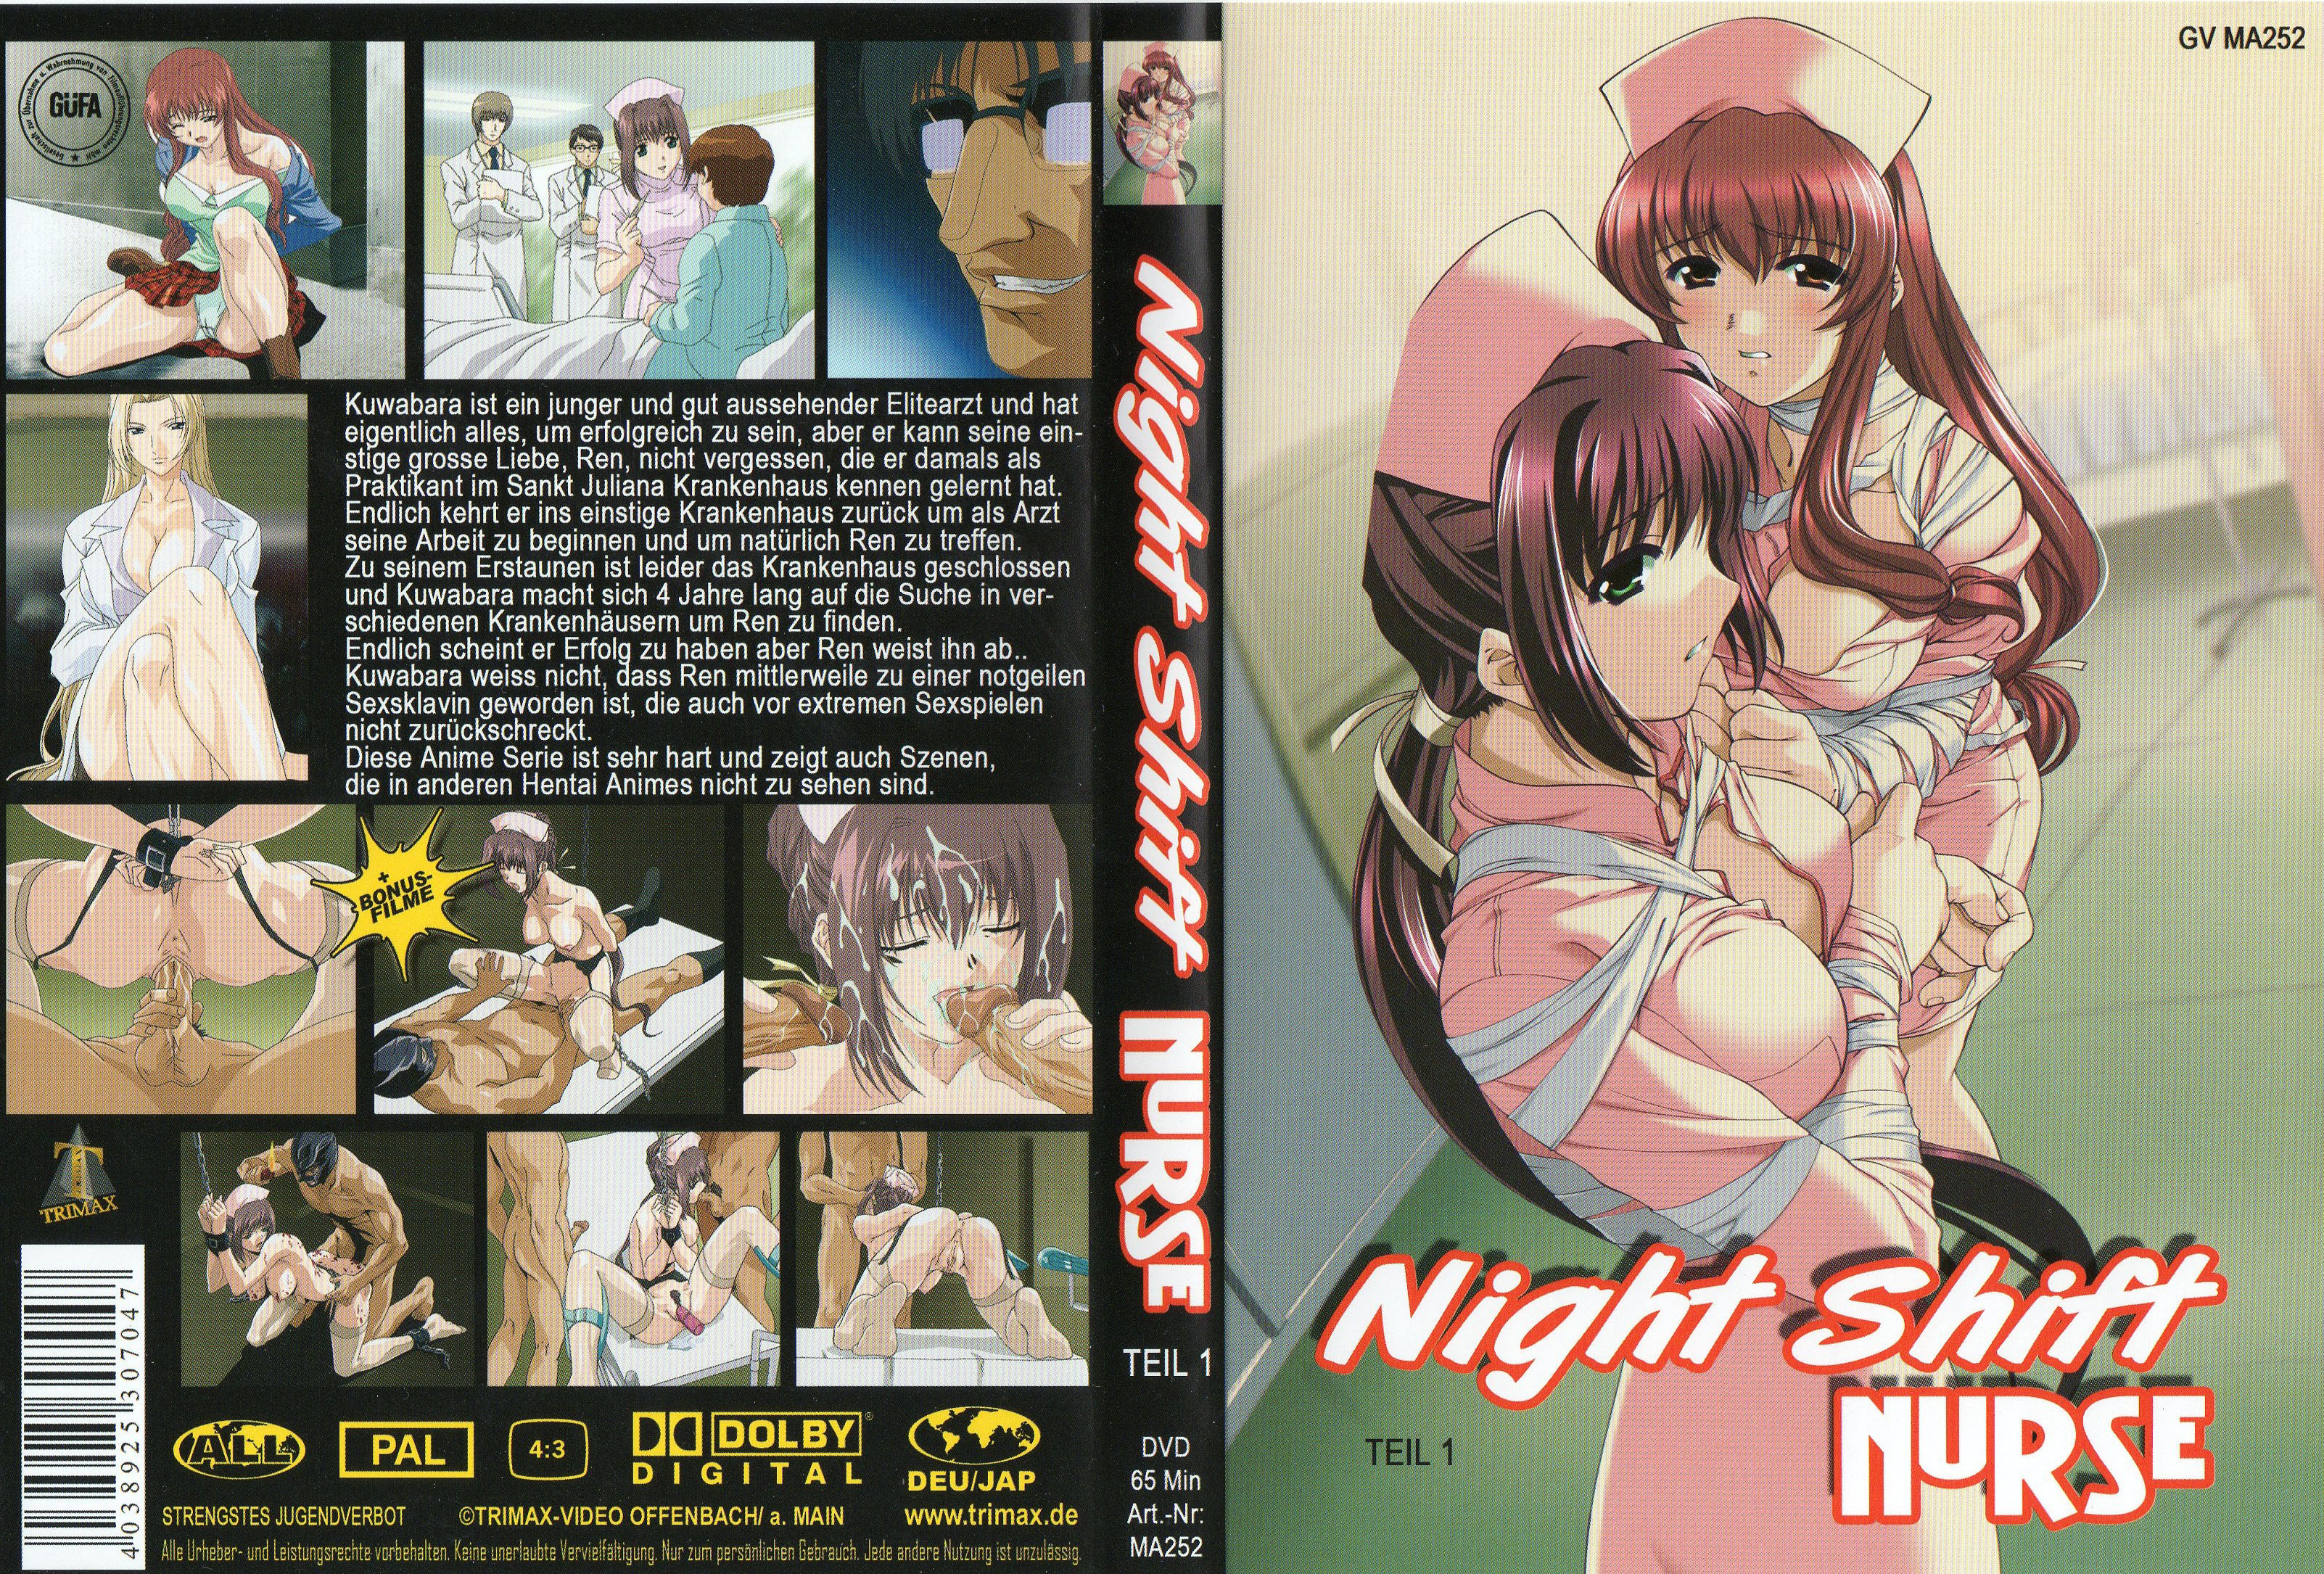 Gesellschaft zur Übernahme u. Wahrnehmung von Filmaufführungsrechten mbH
GÜFA
Kuwabara ist ein junger und gut aussehender Elitearzt und hat
eigentlich alles, um erfolgreich zu sein, aber er kann seine ein-
stige grosse Liebe, Ren, nicht vergessen, die er damals als
Praktikant im Sankt Juliana Krankenhaus kennen gelernt hat.
Endlich kehrt er ins einstige Krankenhaus zurück um als Arzt
seine Arbeit zu beginnen und um natürlich Ren zu treffen.
Zu seinem Erstaunen ist leider das Krankenhaus geschlossen
und Kuwabara macht sich 4 Jahre lang auf die Suche in ver-
schiedenen Krankenhäusern um Ren zu finden.
Endlich scheint er Erfolg zu haben aber Ren weist ihn ab..
Kuwabara weiss nicht, dass Ren mittlerweile zu einer notgeilen
Sexsklavin geworden ist, die auch vor extremen Sexspielen
nicht zurückschreckt.
Diese Anime Serie ist sehr hart und zeigt auch Szenen,
die in anderen Hentai Animes nicht zu sehen sind.
+
BONUS-
FILME
T
TRIMAX
4 038925 307047
ALL
PAL
4:3
DOLBY®
DIGITAL
DEU/JAP
STRENGSTES JUGENDVERBOT
©TRIMAX-VIDEO OFFENBACH/ a. MAIN
www.trimax.de
Alle Urheber- und Leistungsrechte vorbehalten. Keine unerlaubte Vervielfältigung. Nur zum persönlichen Gebrauch. Jede andere Nutzung ist unzulässig.
Night Shift NURSE
TEIL 1
DVD
65 Min
Art.-Nr:
MA252
GV MA252
Night Shift
NURSE
TEIL 1